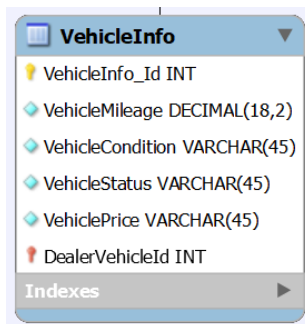 VehicleInfo
VehicleInfo_Id INT
VehicleMileage DECIMAL(18,2)
VehicleCondition VARCHAR(45)
VehicleStatus VARCHAR(45)
VehiclePrice VARCHAR(45)
DealerVehicleId INT
Indexes